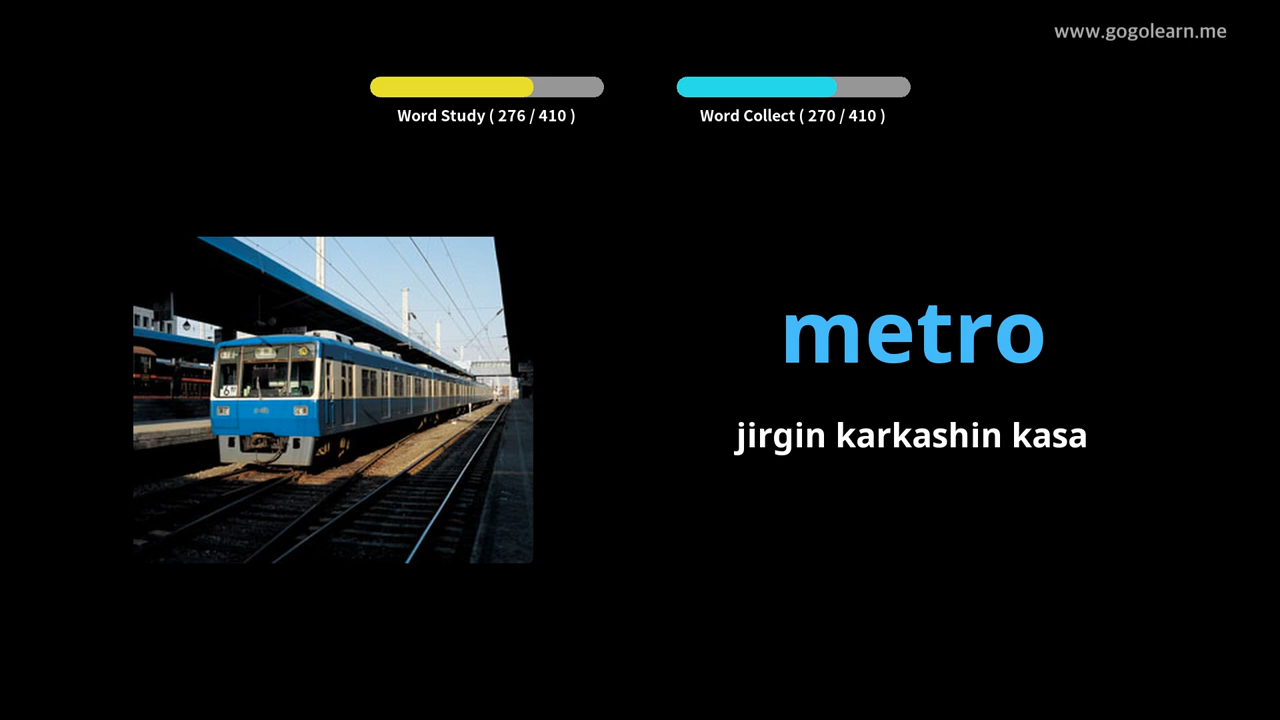 www.gogolearn.me
Word Study ( 276 / 410 )
Word Collect ( 270 / 410 )
metro
jirgin karkashin kasa